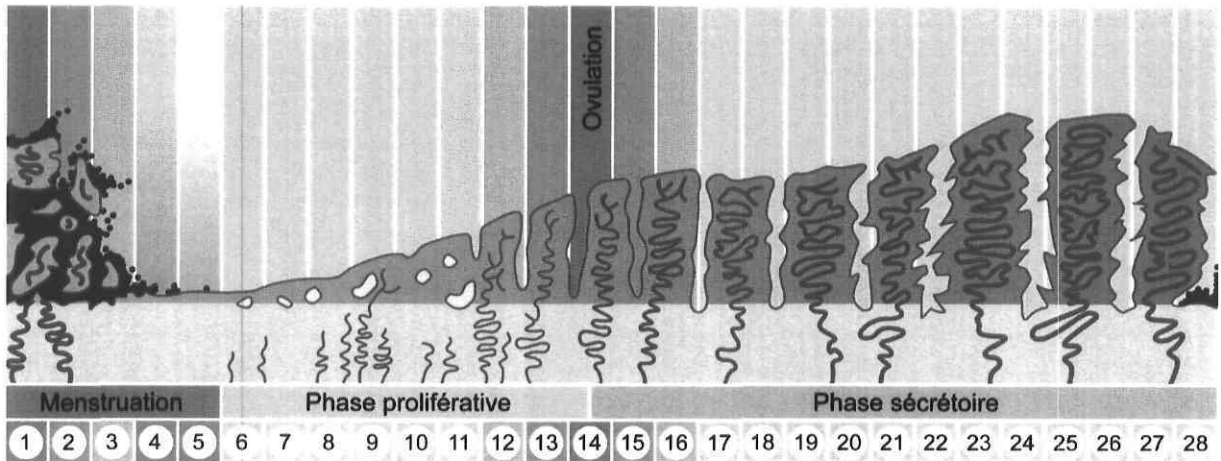 Ovulation
Menstruation Phase proliférative Phase sécrétoire
1 2 3 4 5 6 7 8 9 10 11 12 13 14 15 16 17 18 19 20 21 22 23 24 25 26 27 28